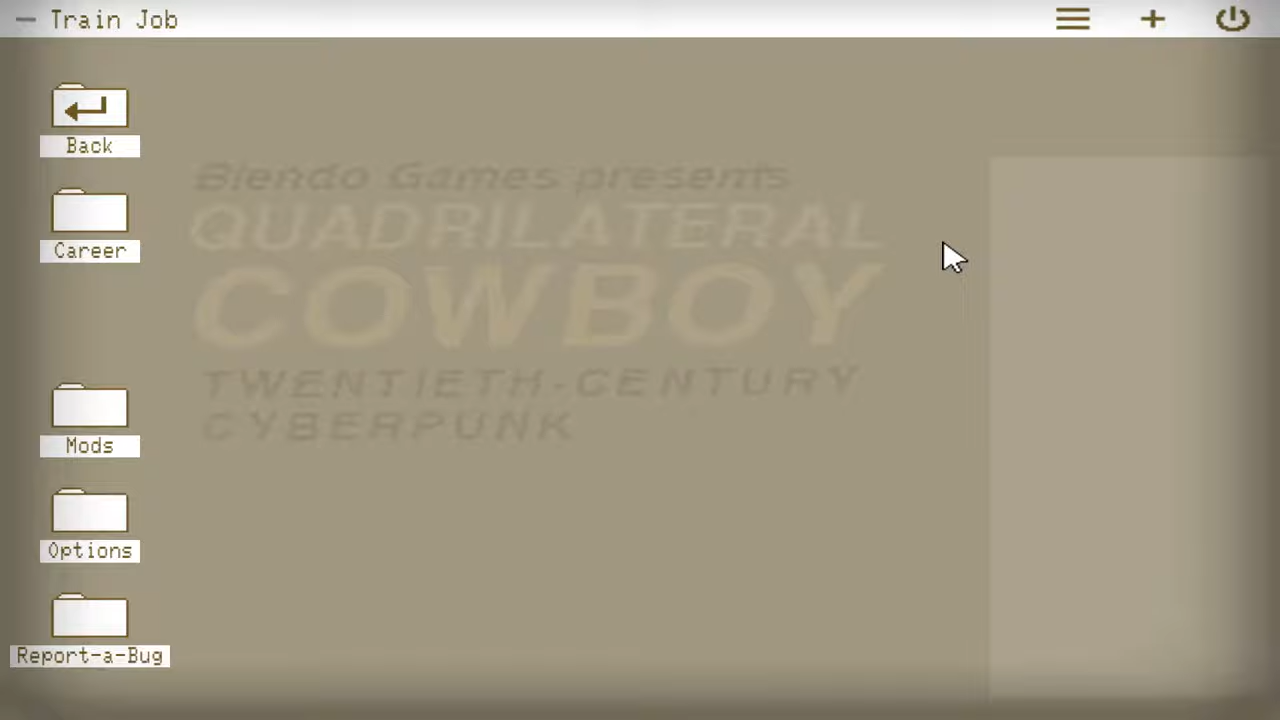 Train Job
Back
Career
Blendo Games presents
QUADRILATERAL
COWBOY
TWENTIETH-CENTURY
CYBERPUNK
Mods
Options
Report-a-Bug